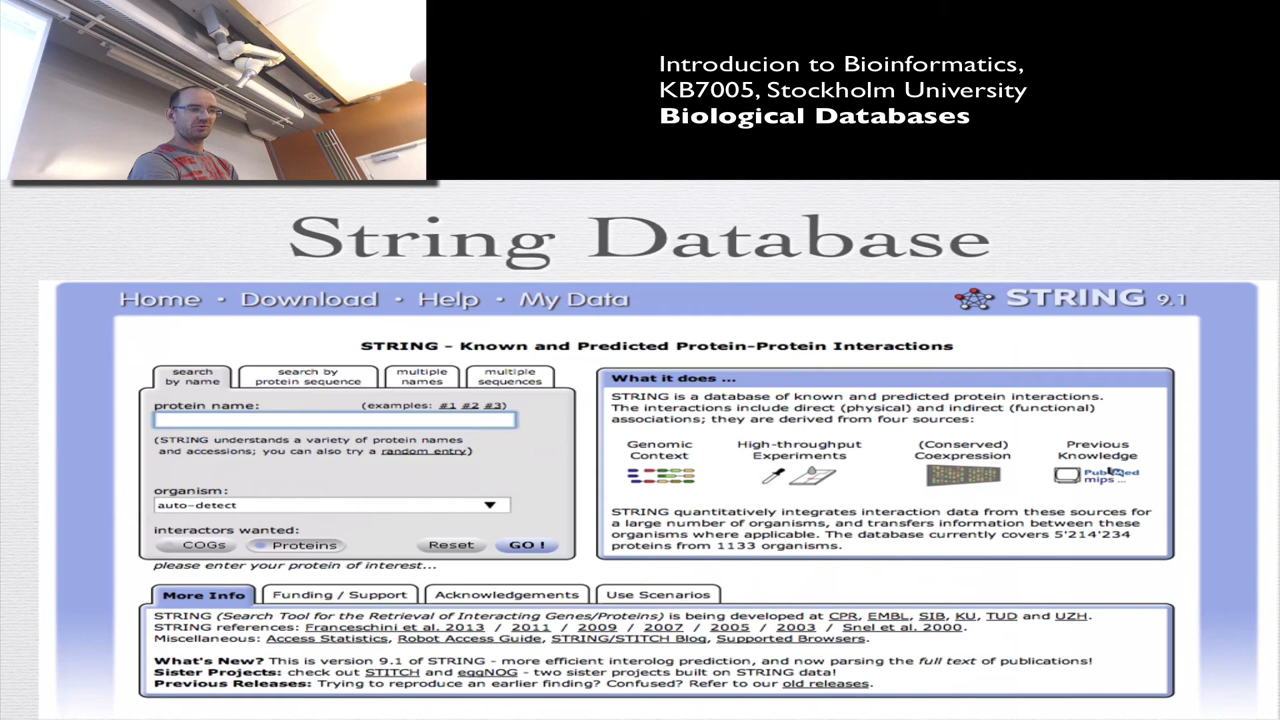 Introducion to Bioinformatics,
KB7005, Stockholm University
Biological Databases
String Database
Home · Download · Help · My Data
STRING 9.1
STRING - Known and Predicted Protein-Protein Interactions
search by name
search by protein sequence
multiple names
multiple sequences
protein name: (examples: #1 #2 #3)
(STRING understands a variety of protein names
and accessions; you can also try a random entry)
organism:
auto-detect
interactors wanted:
COGs Proteins Reset GO !
please enter your protein of interest...
What it does ...
STRING is a database of known and predicted protein interactions.
The interactions include direct (physical) and indirect (functional)
associations; they are derived from four sources:
Genomic Context
High-throughput Experiments
(Conserved) Coexpression
Previous Knowledge
PubMed
mips ...
STRING quantitatively integrates interaction data from these sources for
a large number of organisms, and transfers information between these
organisms where applicable. The database currently covers 5'214'234
proteins from 1133 organisms.
More Info Funding / Support Acknowledgements Use Scenarios
STRING (Search Tool for the Retrieval of Interacting Genes/Proteins) is being developed at CPR, EMBL, SIB, KU, TUD and UZH.
STRING references: Franceschini et al. 2013 / 2011 / 2009 / 2007 / 2005 / 2003 / Snel et al. 2000.
Miscellaneous: Access Statistics, Robot Access Guide, STRING/STITCH Blog, Supported Browsers.
What's New? This is version 9.1 of STRING - more efficient interolog prediction, and now parsing the full text of publications!
Sister Projects: check out STITCH and eggNOG - two sister projects built on STRING data!
Previous Releases: Trying to reproduce an earlier finding? Confused? Refer to our old releases.